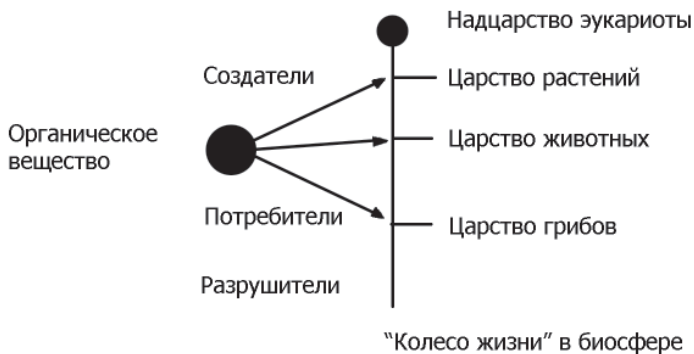 Надцарство эукариоты
Создатели
Царство растений
Органическое
вещество
Царство животных
Потребители
Царство грибов
Разрушители
“Колесо жизни” в биосфере